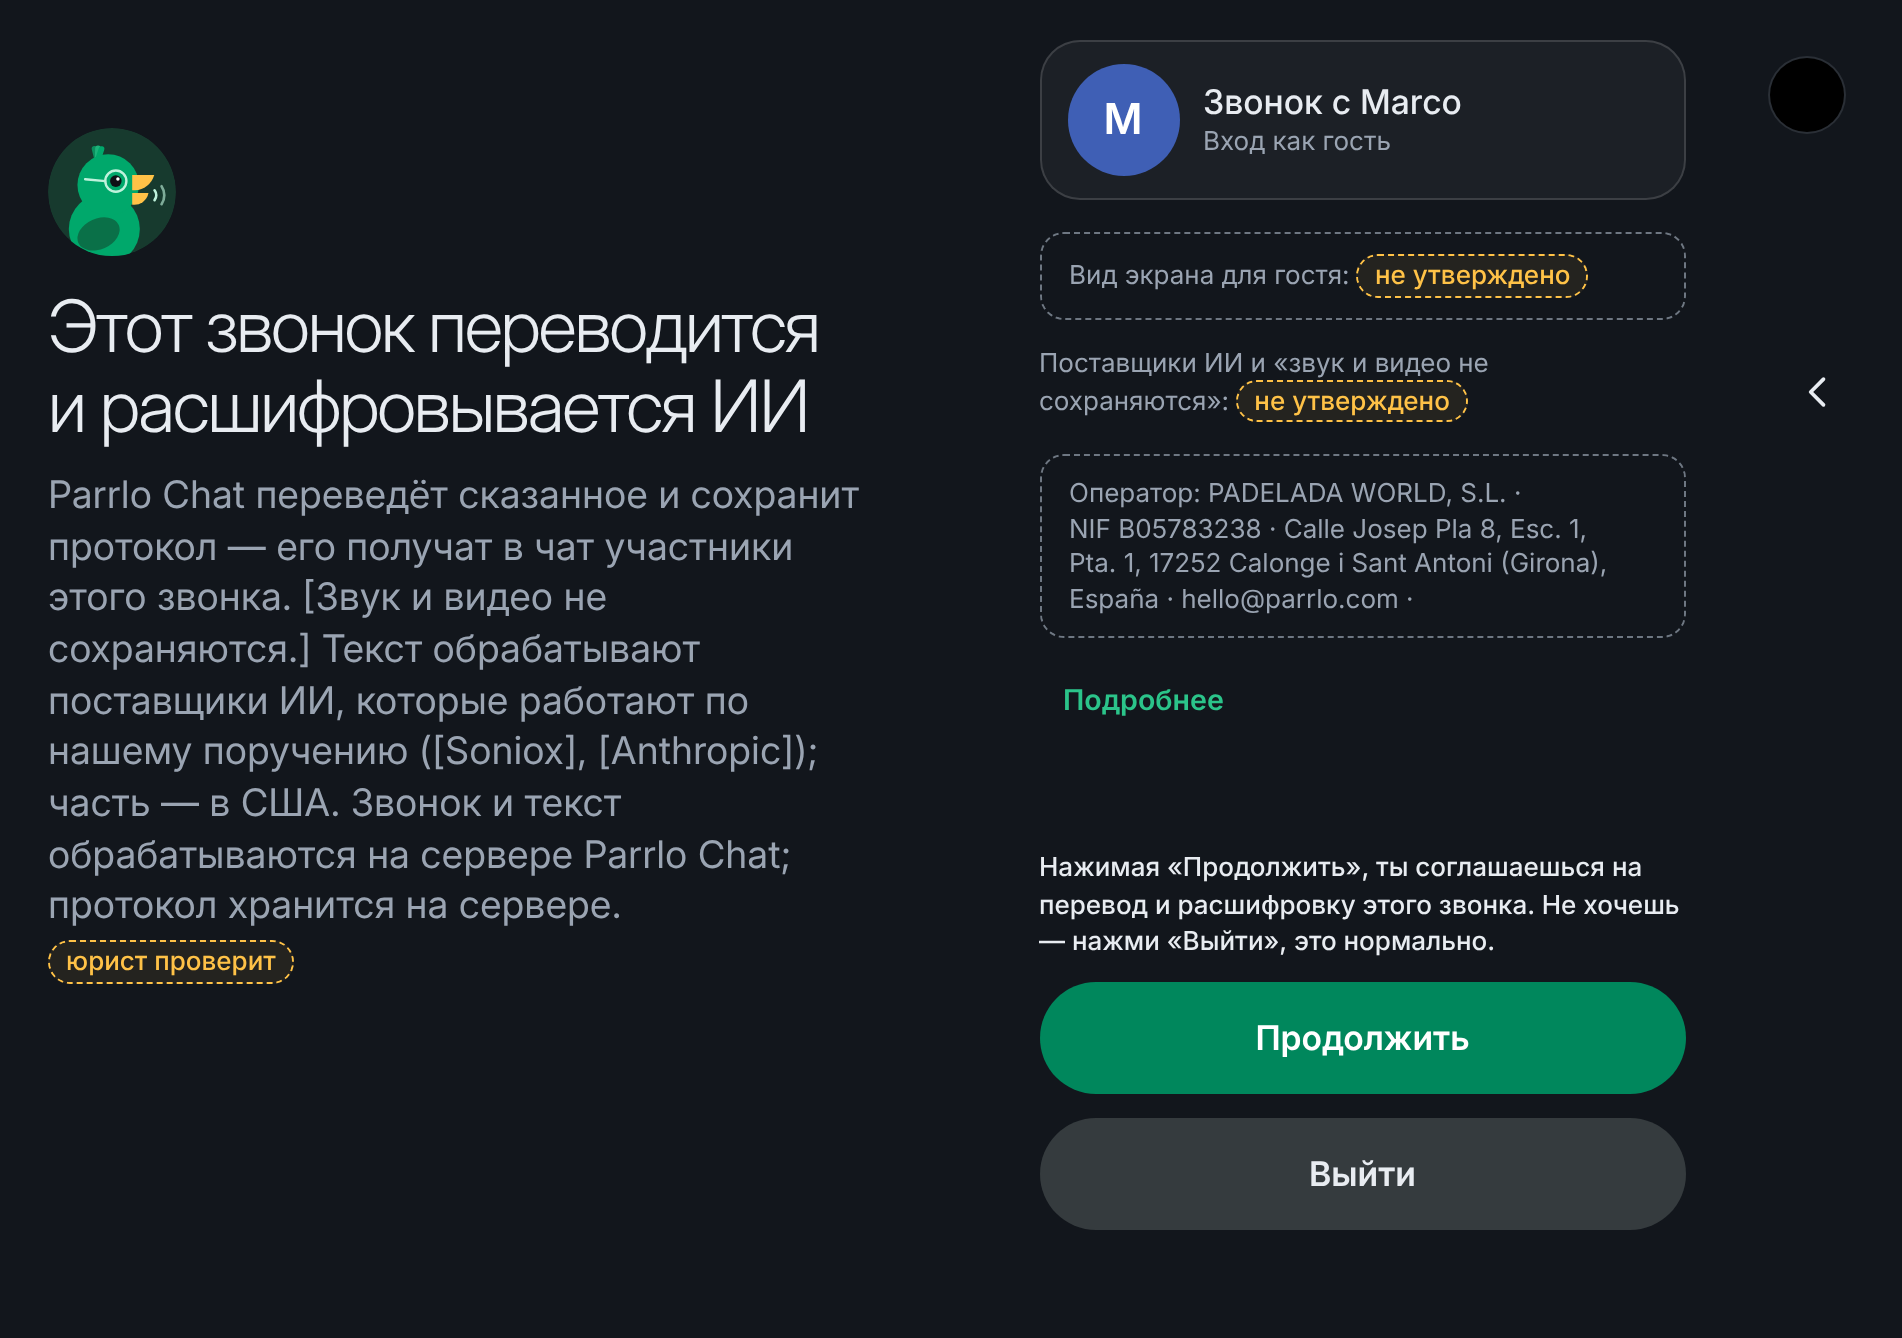 Этот звонок переводится
и расшифровывается ИИ
Parrlo Chat переведёт сказанное и сохранит
протокол — его получат в чат участники
этого звонка. [Звук и видео не
сохраняются.] Текст обрабатывают
поставщики ИИ, которые работают по
нашему поручению ([Soniox], [Anthropic]);
часть — в США. Звонок и текст
обрабатываются на сервере Parrlo Chat;
протокол хранится на сервере.
юрист проверит
M
Звонок с Marco
Вход как гость
Вид экрана для гостя: не утверждено
Поставщики ИИ и «звук и видео не
сохраняются»: не утверждено
Оператор: PADELADA WORLD, S.L. ·
NIF B05783238 · Calle Josep Pla 8, Esc. 1,
Pta. 1, 17252 Calonge i Sant Antoni (Girona),
España · hello@parrlo.com ·
Подробнее
Нажимая «Продолжить», ты соглашаешься на
перевод и расшифровку этого звонка. Не хочешь
— нажми «Выйти», это нормально.
Продолжить
Выйти